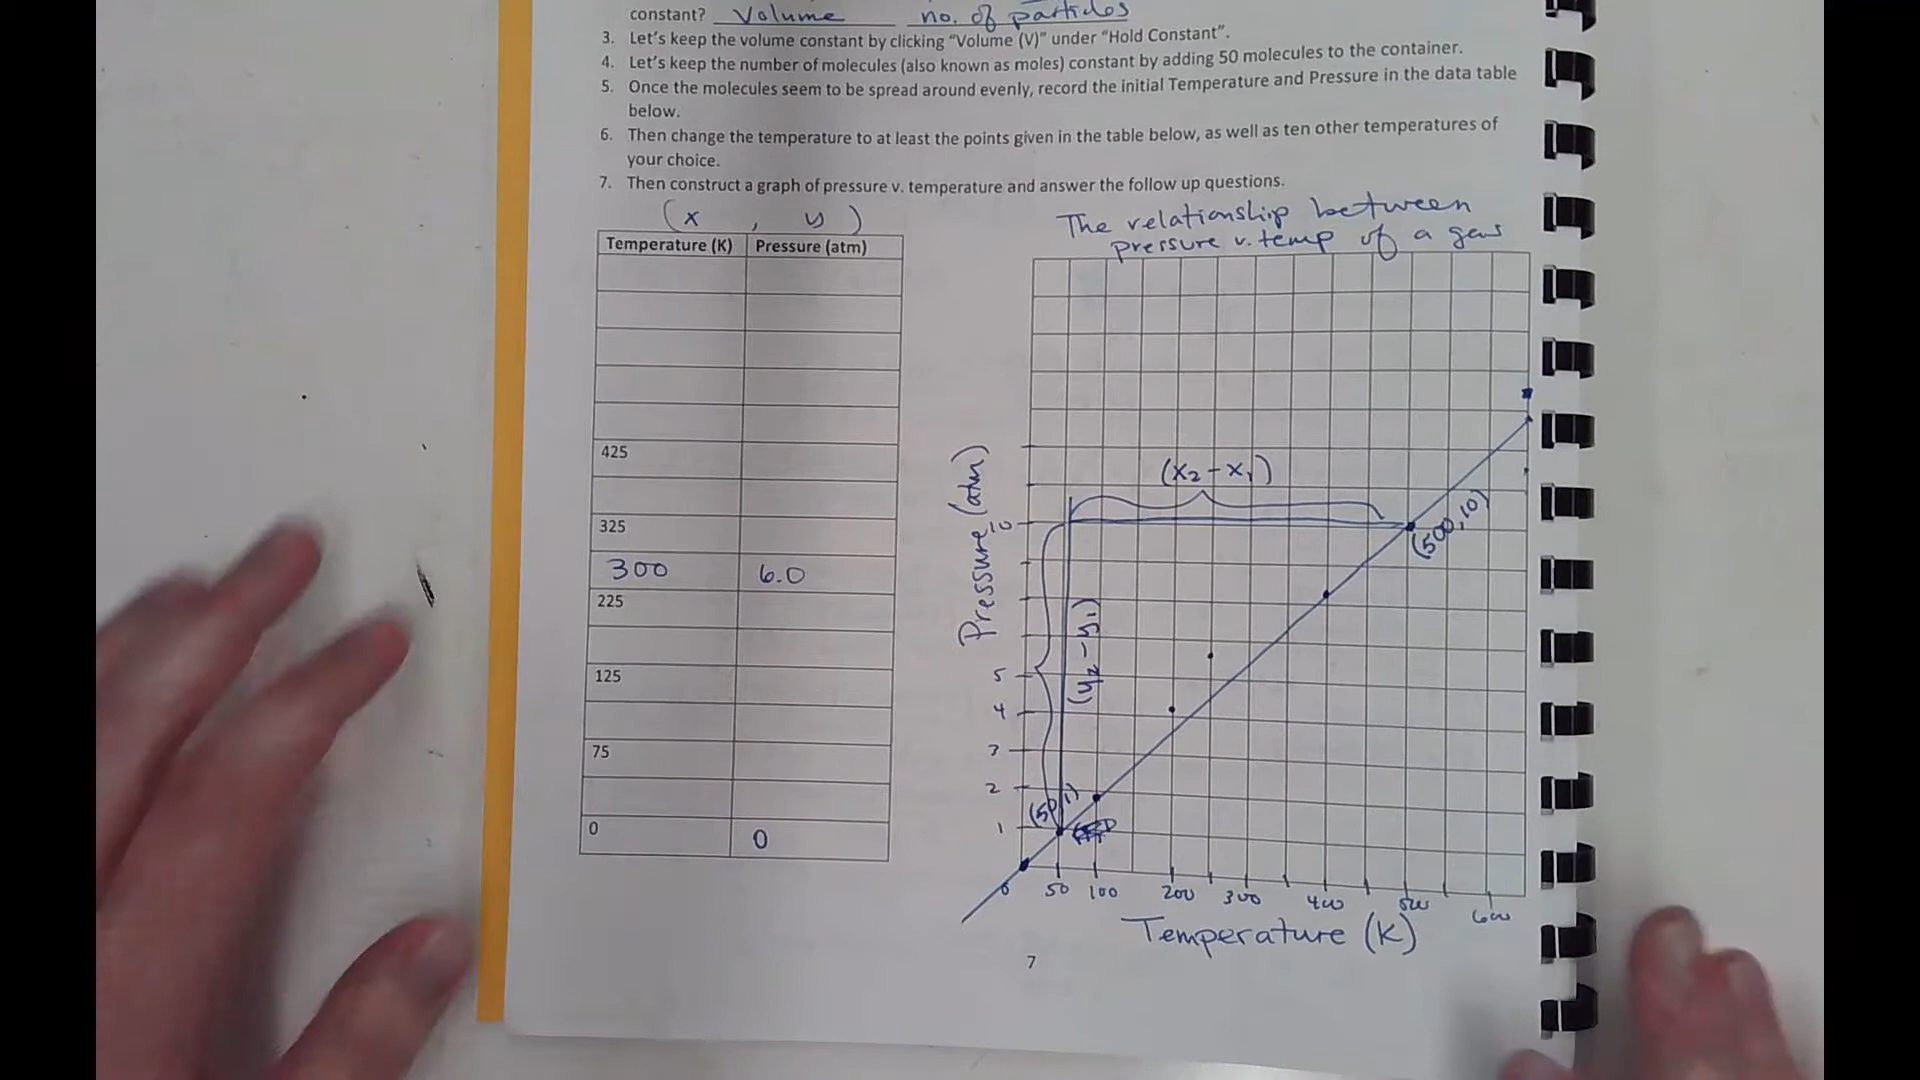 constant? Volume no. of particles
3. Let's keep the volume constant by clicking "Volume (V)" under "Hold Constant".
4. Let's keep the number of molecules (also known as moles) constant by adding 50 molecules to the container.
5. Once the molecules seem to be spread around evenly, record the initial Temperature and Pressure in the data table
below.
6. Then change the temperature to at least the points given in the table below, as well as ten other temperatures of
your choice.
7. Then construct a graph of pressure v. temperature and answer the follow up questions.
(x , y)
Temperature (K) Pressure (atm)
425
325
300 6.0
225
125
75
0 0
The relationship between
pressure v. temp of a gas
Pressure (atm)
(x₂ - x₁)
(y₂ - y₁)
10
5
4
3
2
1
(500, 10)
(50, 1)
0 50 100 200 300 400 500 600
Temperature (K)
7